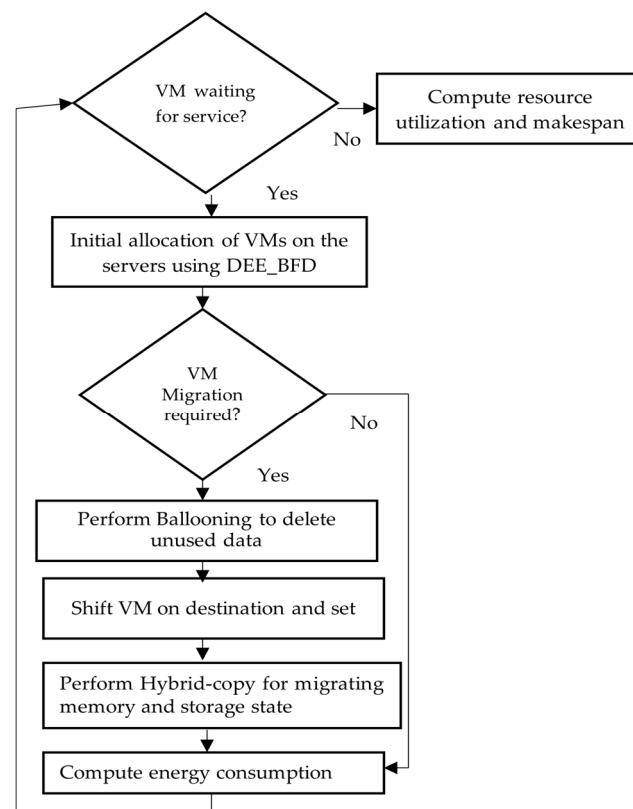 VM waiting
for service?
Compute resource
utilization and makespan
No
Yes
Initial allocation of VMs on the
servers using DEE_BFD
VM
Migration
required?
No
Yes
Perform Ballooning to delete
unused data
Shift VM on destination and set
Perform Hybrid-copy for migrating
memory and storage state
Compute energy consumption